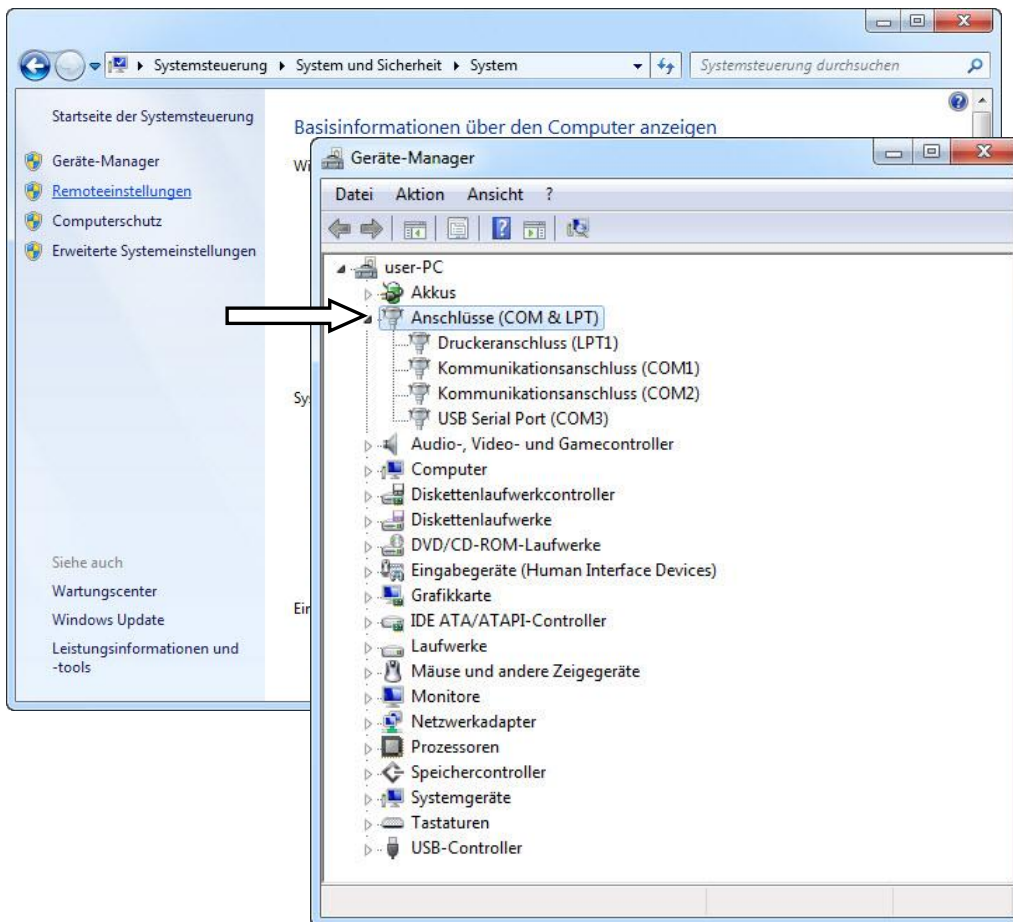 Systemsteuerung System und Sicherheit System
Systemsteuerung durchsuchen
Startseite der Systemsteuerung
Geräte-Manager
Remoteeinstellungen
Computerschutz
Erweiterte Systemeinstellungen
Siehe auch
Wartungscenter
Windows Update
Leistungsinformationen und
-tools
Basisinformationen über den Computer anzeigen
Wi
Sy
Ein
Geräte-Manager
Datei Aktion Ansicht ?
user-PC
Akkus
Anschlüsse (COM & LPT)
Druckeranschluss (LPT1)
Kommunikationsanschluss (COM1)
Kommunikationsanschluss (COM2)
USB Serial Port (COM3)
Audio-, Video- und Gamecontroller
Computer
Diskettenlaufwerkcontroller
Diskettenlaufwerke
DVD/CD-ROM-Laufwerke
Eingabegeräte (Human Interface Devices)
Grafikkarte
IDE ATA/ATAPI-Controller
Laufwerke
Mäuse und andere Zeigegeräte
Monitore
Netzwerkadapter
Prozessoren
Speichercontroller
Systemgeräte
Tastaturen
USB-Controller